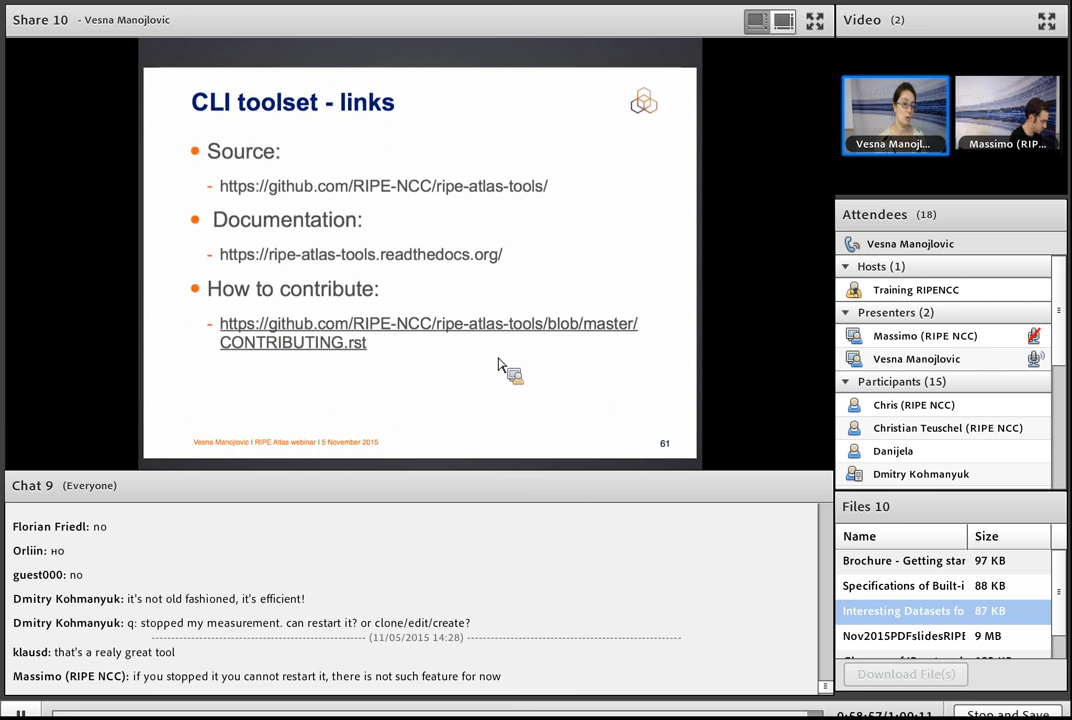 Share 10 - Vesna Manojlovic
CLI toolset - links
Source:
- https://github.com/RIPE-NCC/ripe-atlas-tools/
Documentation:
- https://ripe-atlas-tools.readthedocs.org/
How to contribute:
- https://github.com/RIPE-NCC/ripe-atlas-tools/blob/master/
CONTRIBUTING.rst
Vesna Manojlovic I RIPE Atlas webinar I 5 November 2015
61
Chat 9 (Everyone)
Florian Friedl: no
Orliin: но
guest000: no
Dmitry Kohmanyuk: it's not old fashioned, it's efficient!
Dmitry Kohmanyuk: q: stopped my measurement. can restart it? or clone/edit/create?
(11/05/2015 14:28)
klausd: that's a realy great tool
Massimo (RIPE NCC): if you stopped it you cannot restart it, there is not such feature for now
Video (2)
Vesna Manojl...
Massimo (RIP...
Attendees (18)
Vesna Manojlovic
Hosts (1)
Training RIPENCC
Presenters (2)
Massimo (RIPE NCC)
Vesna Manojlovic
Participants (15)
Chris (RIPE NCC)
Christian Teuschel (RIPE NCC)
Danijela
Dmitry Kohmanyuk
Files 10
Name Size
Brochure - Getting star 97 KB
Specifications of Built-i 88 KB
Interesting Datasets fo 87 KB
Nov2015PDFslidesRIPE 9 MB
Download File(s)
0:58:57/1:00:11
Stop and Save